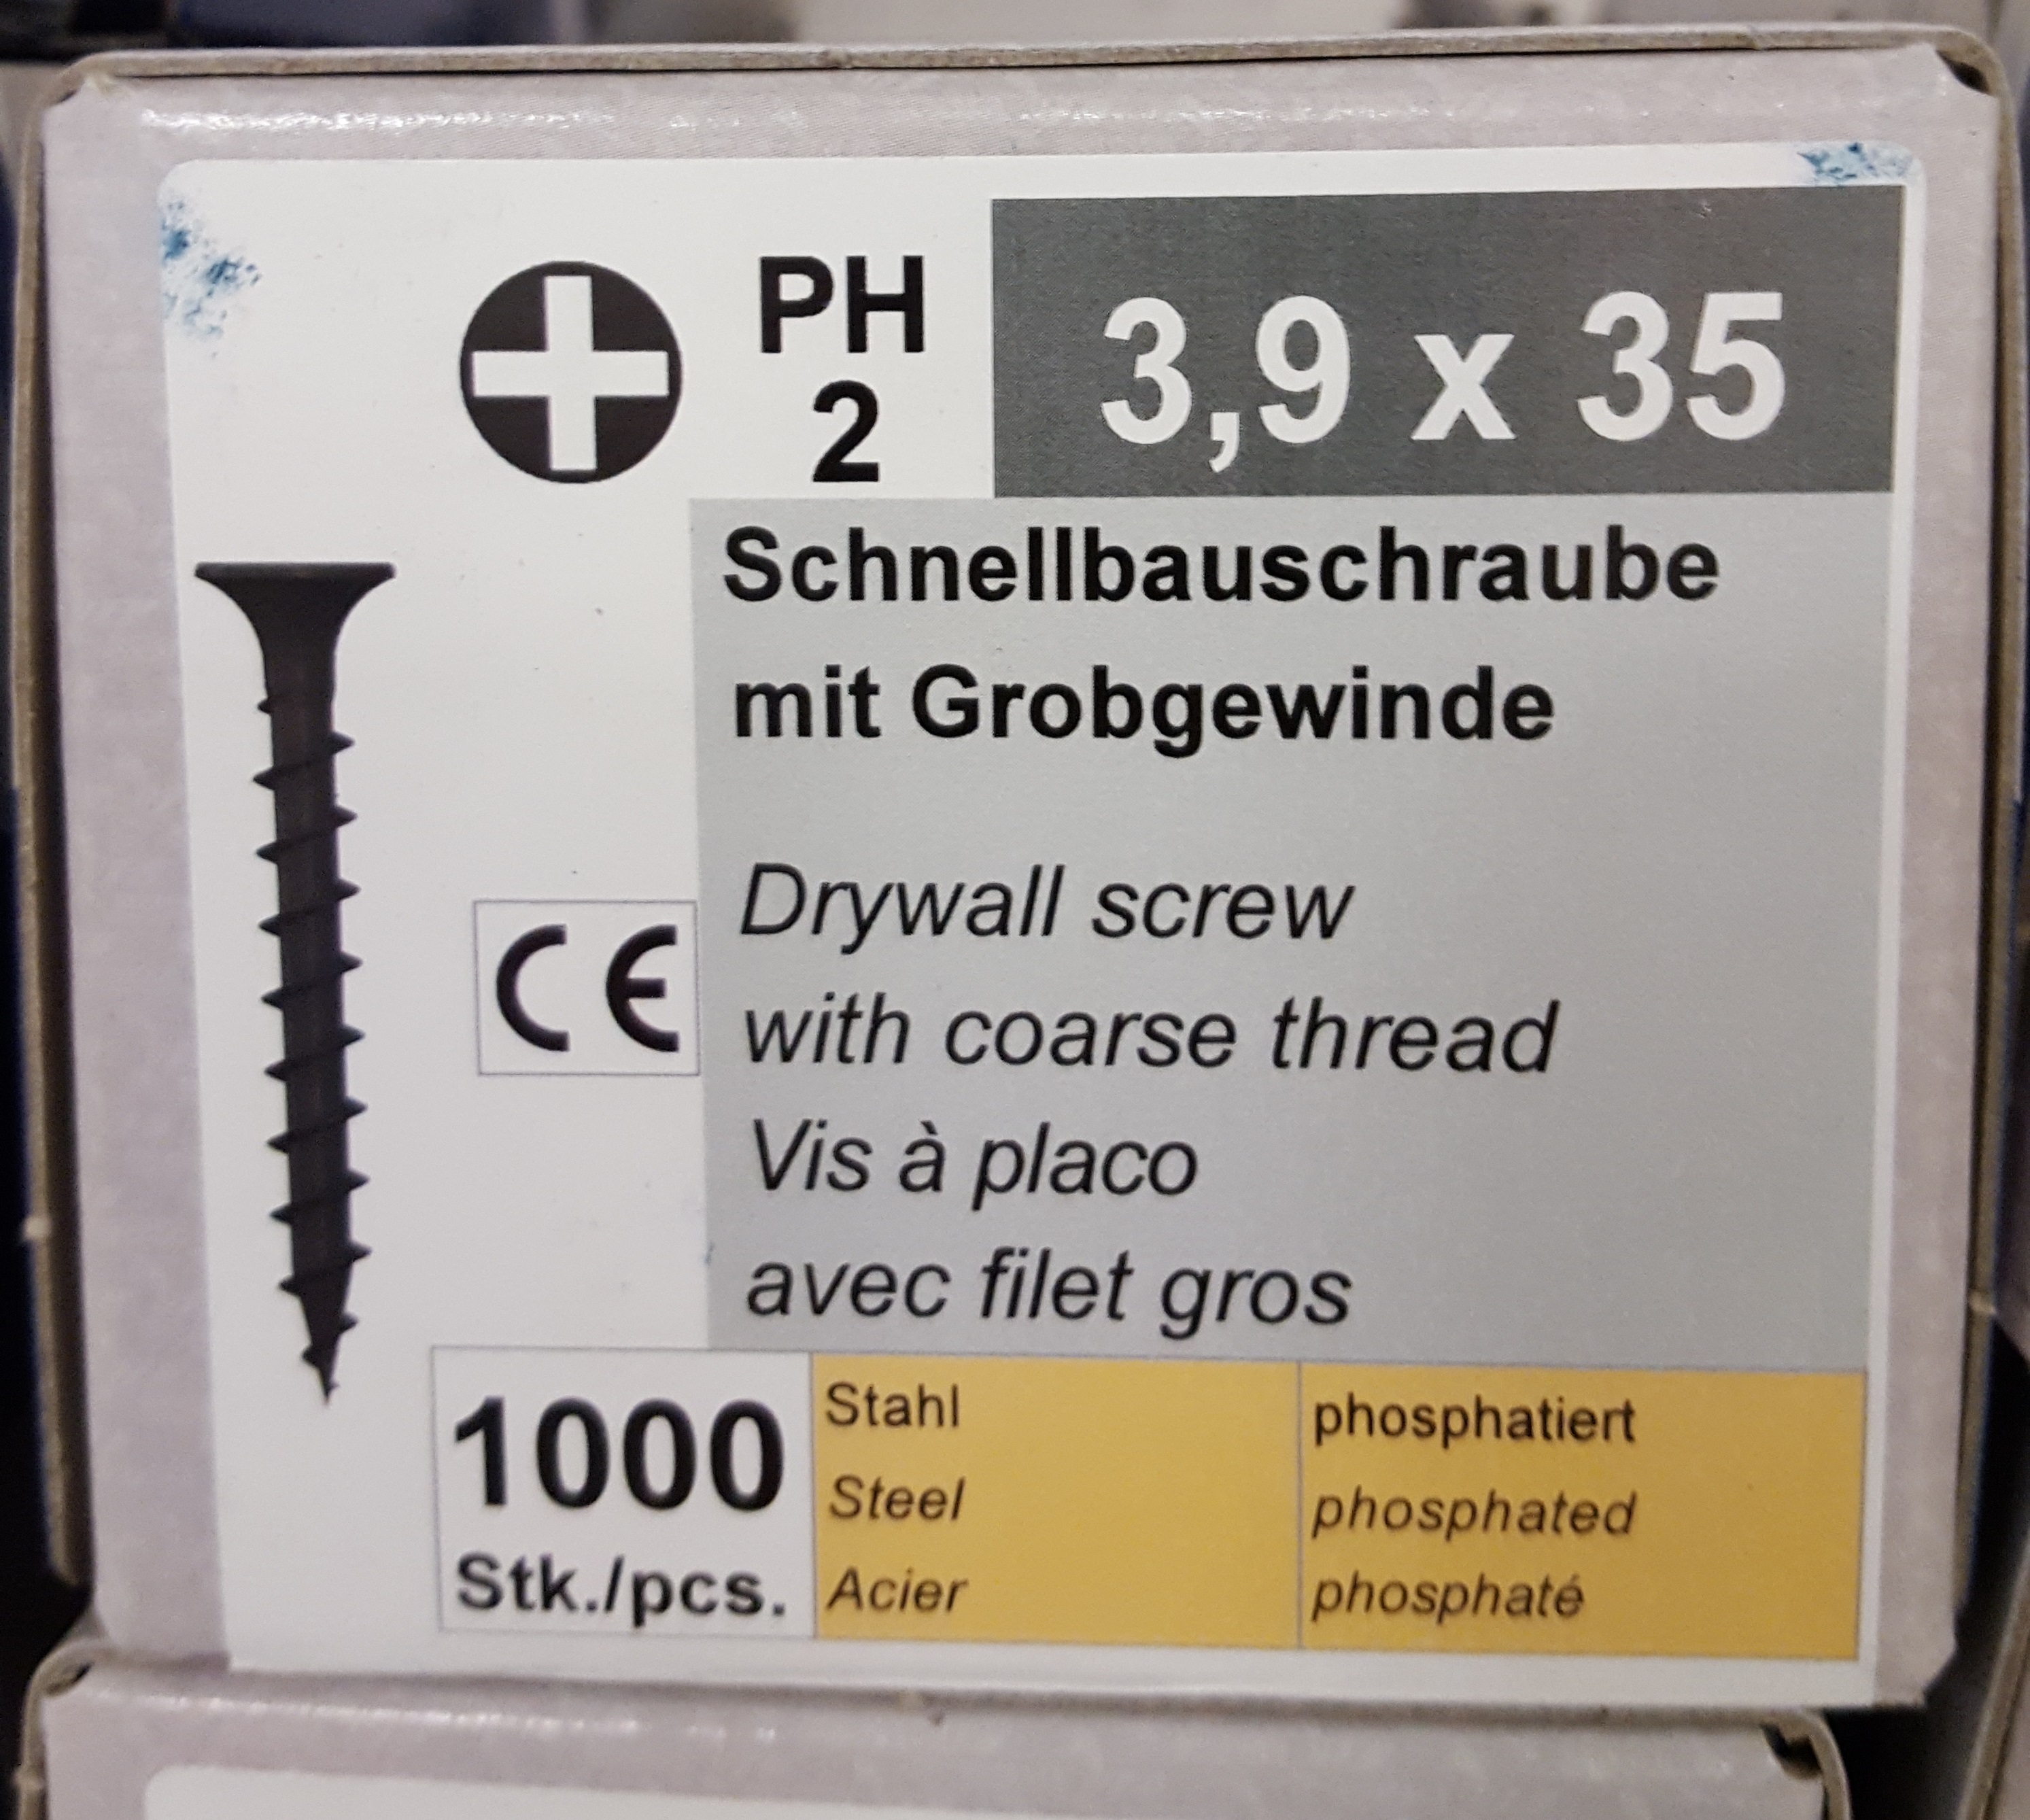 PH
2
3,9 x 35
Schnellbauschraube
mit Grobgewinde
CE
Drywall screw
with coarse thread
Vis à placo
avec filet gros
1000
Stk./pcs.
Stahl
Steel
Acier
phosphatiert
phosphated
phosphaté